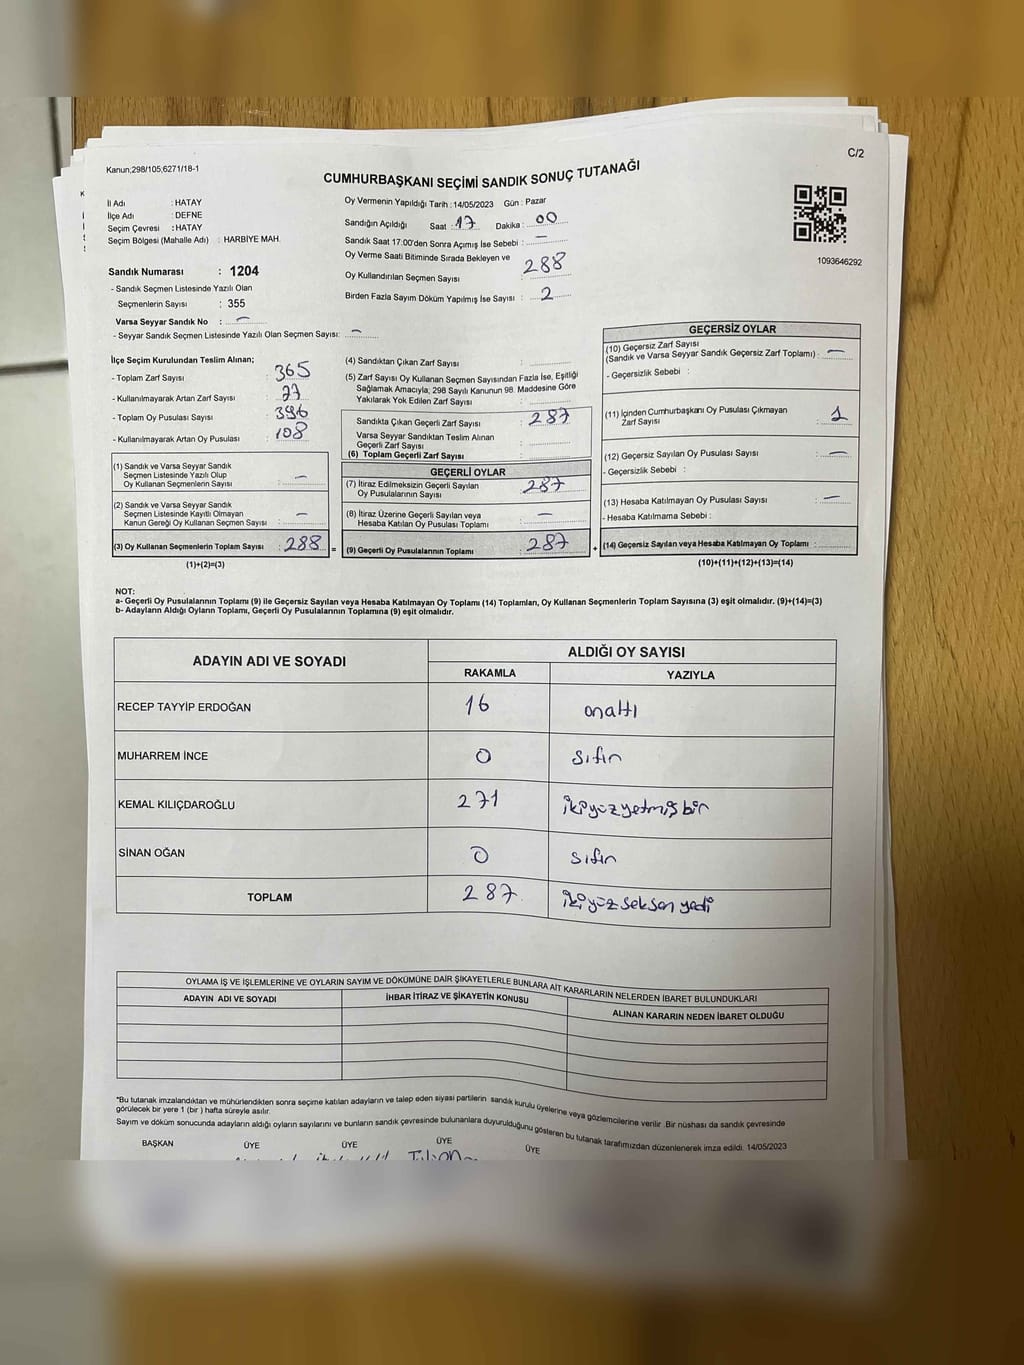 Kanun;298/105,6271/18-1
C/2
CUMHURBAŞKANI SEÇİMİ SANDIK SONUÇ TUTANAĞI
İl Adı : HATAY
İlçe Adı : DEFNE
Seçim Çevresi : HATAY
Seçim Bölgesi (Mahalle Adı) : HARBİYE MAH.
Sandık Numarası : 1204
- Sandık Seçmen Listesinde Yazılı Olan
Seçmenlerin Sayısı : 355
Varsa Seyyar Sandık No : –
- Seyyar Sandık Seçmen Listesinde Yazılı Olan Seçmen Sayısı: –
Oy Vermenin Yapıldığı Tarih : 14/05/2023 Gün : Pazar
Sandığın Açıldığı Saat : 17 Dakika : 00
Sandık Saat 17:00'den Sonra Açımış İse Sebebi : –
Oy Verme Saati Bitiminde Sırada Bekleyen ve
Oy Kullandırılan Seçmen Sayısı : 288
Birden Fazla Sayım Döküm Yapılmış İse Sayısı : 2
1093646292
İlçe Seçim Kurulundan Teslim Alınan;
- Toplam Zarf Sayısı : 365
- Kullanılmayarak Artan Zarf Sayısı : 77
- Toplam Oy Pusulası Sayısı : 396
- Kullanılmayarak Artan Oy Pusulası : 108
(1) Sandık ve Varsa Seyyar Sandık
Seçmen Listesinde Yazılı Olup
Oy Kullanan Seçmenlerin Sayısı : –
(2) Sandık ve Varsa Seyyar Sandık
Seçmen Listesinde Kayıtlı Olmayan
Kanun Gereği Oy Kullanan Seçmen Sayısı : –
(3) Oy Kullanan Seçmenlerin Toplam Sayısı : 288
(1)+(2)=(3)
=
(4) Sandıktan Çıkan Zarf Sayısı :
(5) Zarf Sayısı Oy Kullanan Seçmen Sayısından Fazla İse, Eşitliği
Sağlamak Amacıyla; 298 Sayılı Kanunun 98. Maddesine Göre
Yakılarak Yok Edilen Zarf Sayısı :
Sandıkta Çıkan Geçerli Zarf Sayısı : 287
Varsa Seyyar Sandıktan Teslim Alınan
Geçerli Zarf Sayısı :
(6) Toplam Geçerli Zarf Sayısı :
GEÇERLİ OYLAR
(7) İtiraz Edilmeksizin Geçerli Sayılan
Oy Pusulalarının Sayısı : 287
(8) İtiraz Üzerine Geçerli Sayılan veya
Hesaba Katılan Oy Pusulası Toplamı : –
(9) Geçerli Oy Pusulalarının Toplamı : 287
+
GEÇERSİZ OYLAR
(10) Geçersiz Zarf Sayısı
(Sandık ve Varsa Seyyar Sandık Geçersiz Zarf Toplamı) : –
- Geçersizlik Sebebi :
(11) İçinden Cumhurbaşkanı Oy Pusulası Çıkmayan
Zarf Sayısı : 1
(12) Geçersiz Sayılan Oy Pusulası Sayısı : –
- Geçersizlik Sebebi :
(13) Hesaba Katılmayan Oy Pusulası Sayısı : –
- Hesaba Katılmama Sebebi :
(14) Geçersiz Sayılan veya Hesaba Katılmayan Oy Toplamı :
(10)+(11)+(12)+(13)=(14)
NOT:
a- Geçerli Oy Pusulalarının Toplamı (9) ile Geçersiz Sayılan veya Hesaba Katılmayan Oy Toplamı (14) Toplamları, Oy Kullanan Seçmenlerin Toplam Sayısına (3) eşit olmalıdır. (9)+(14)=(3)
b- Adayların Aldığı Oyların Toplamı, Geçerli Oy Pusulalarının Toplamına (9) eşit olmalıdır.
ADAYIN ADI VE SOYADI
ALDIĞI OY SAYISI
RAKAMLA YAZIYLA
RECEP TAYYİP ERDOĞAN 16 onaltı
MUHARREM İNCE 0 sıfır
KEMAL KILIÇDAROĞLU 271 ikiyüzyetmişbir
SİNAN OĞAN 0 sıfır
TOPLAM 287 ikiyüz seksen yedi
OYLAMA İŞ VE İŞLEMLERİNE VE OYLARIN SAYIM VE DÖKÜMÜNE DAİR ŞİKAYETLERLE BUNLARA AİT KARARLARIN NELERDEN İBARET BULUNDUKLARI
ADAYIN ADI VE SOYADI İHBAR İTİRAZ VE ŞİKAYETİN KONUSU ALINAN KARARIN NEDEN İBARET OLDUĞU
*Bu tutanak imzalandıktan ve mühürlendikten sonra seçime katılan adayların ve talep eden siyasi partilerin sandık kurulu üyelerine veya gözlemcilerine verilir .Bir nüshası da sandık çevresinde
görülecek bir yere 1 (bir ) hafta süreyle asılır.
Sayım ve döküm sonucunda adayların aldığı oyların sayılarını ve bunların sandık çevresinde bulunanlara duyurulduğunu gösteren bu tutanak tarafımızdan düzenlenerek imza edildi. 14/05/2023
BAŞKAN ÜYE ÜYE ÜYE ÜYE